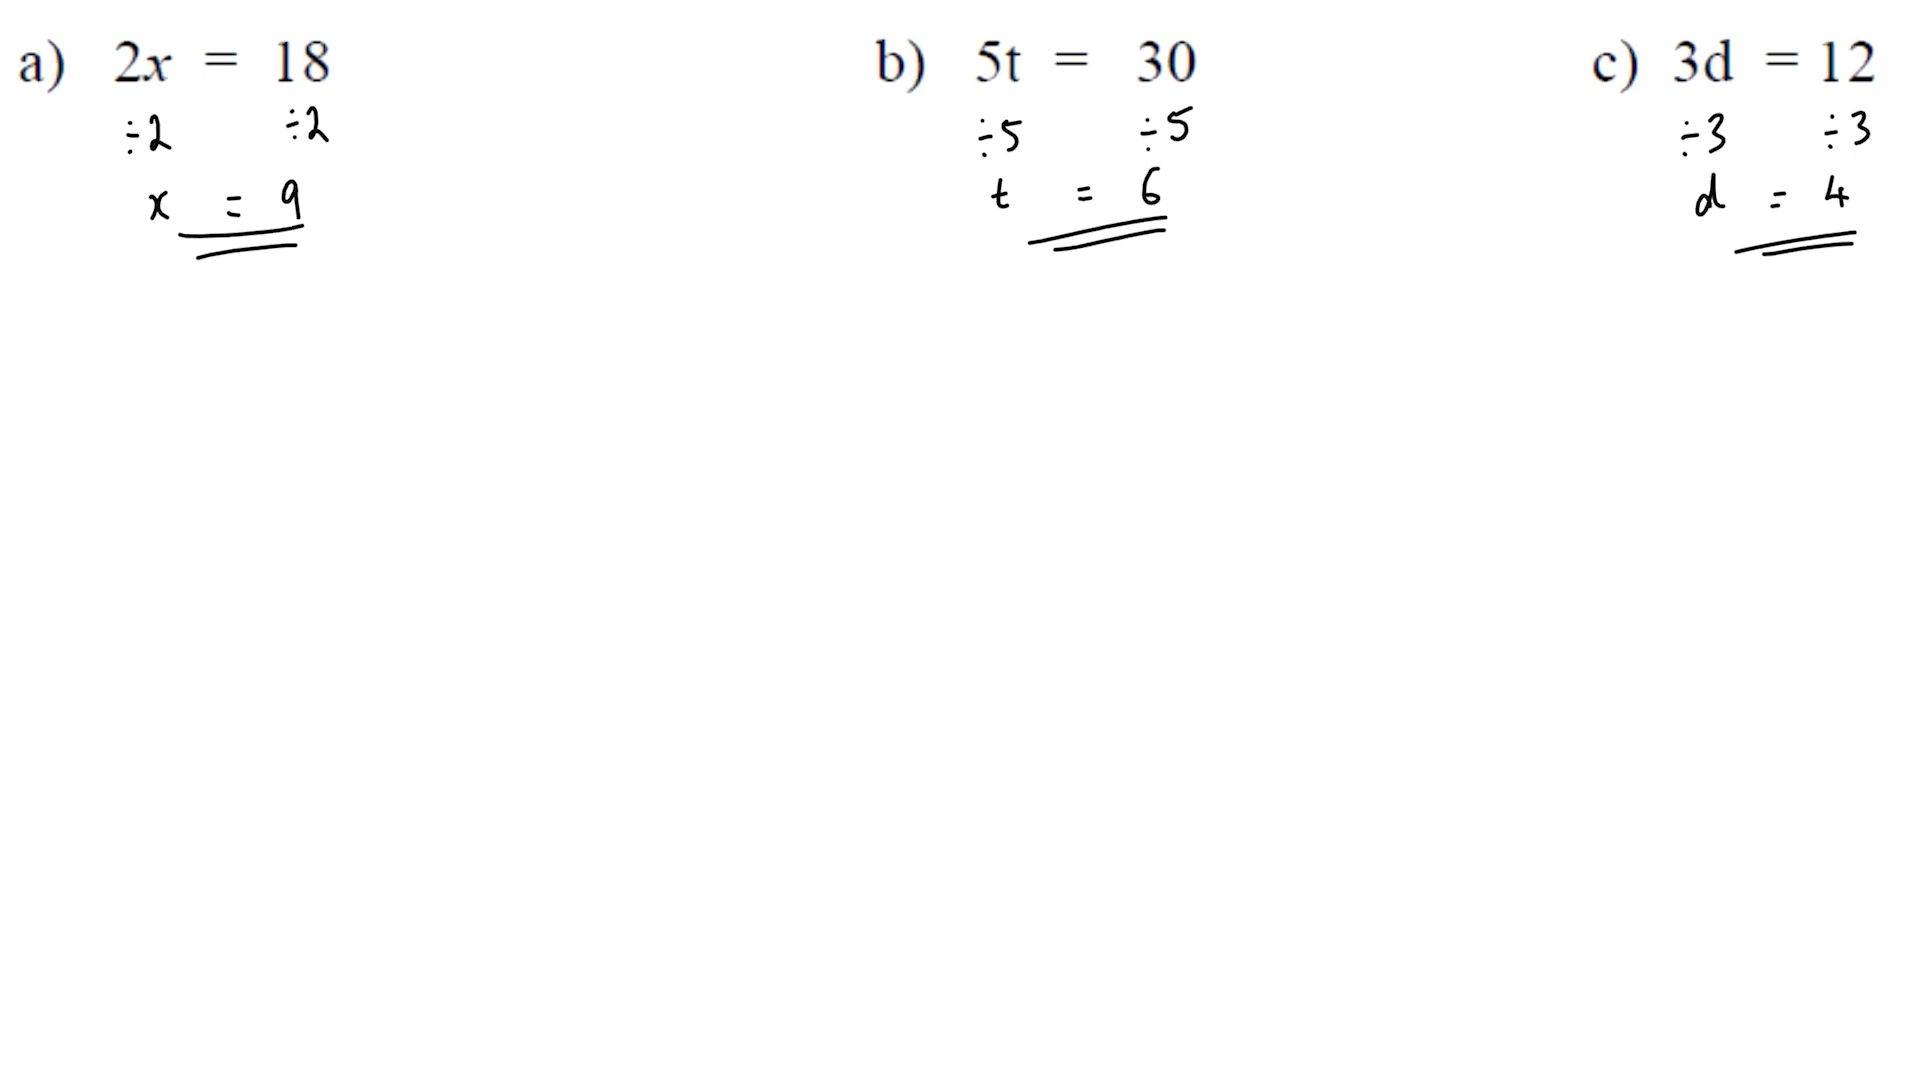 a) 2x = 18
÷2 ÷2
x = 9
b) 5t = 30
÷5 ÷5
t = 6
c) 3d = 12
÷3 ÷3
d = 4